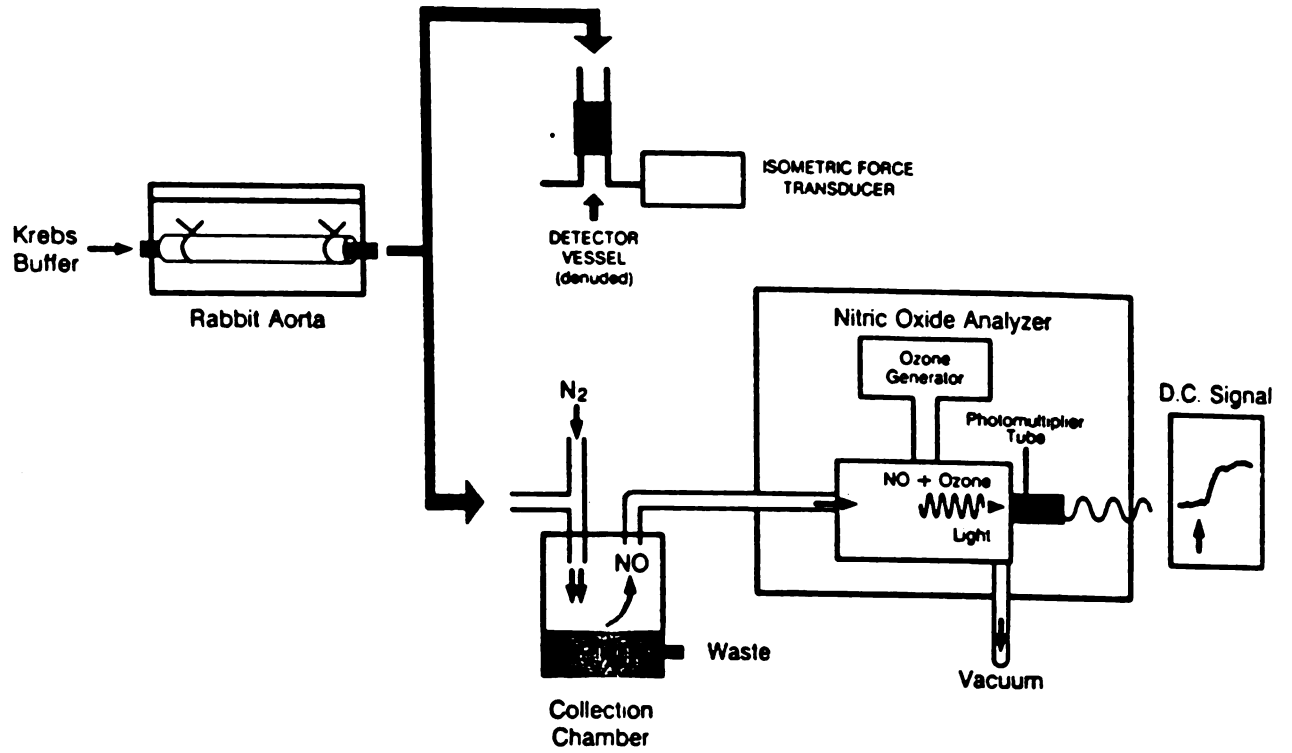 ISOMETRIC FORCE
TRANSDUCER
Krebs
Buffer
DETECTOR
VESSEL
(denuded)
Rabbit Aorta
Nitric Oxide Analyzer
Ozone
Generator
N2
D.C. Signal
Photomultiplier
Tube
NO + Ozone
Light
NO
Waste
Vacuum
Collection
Chamber